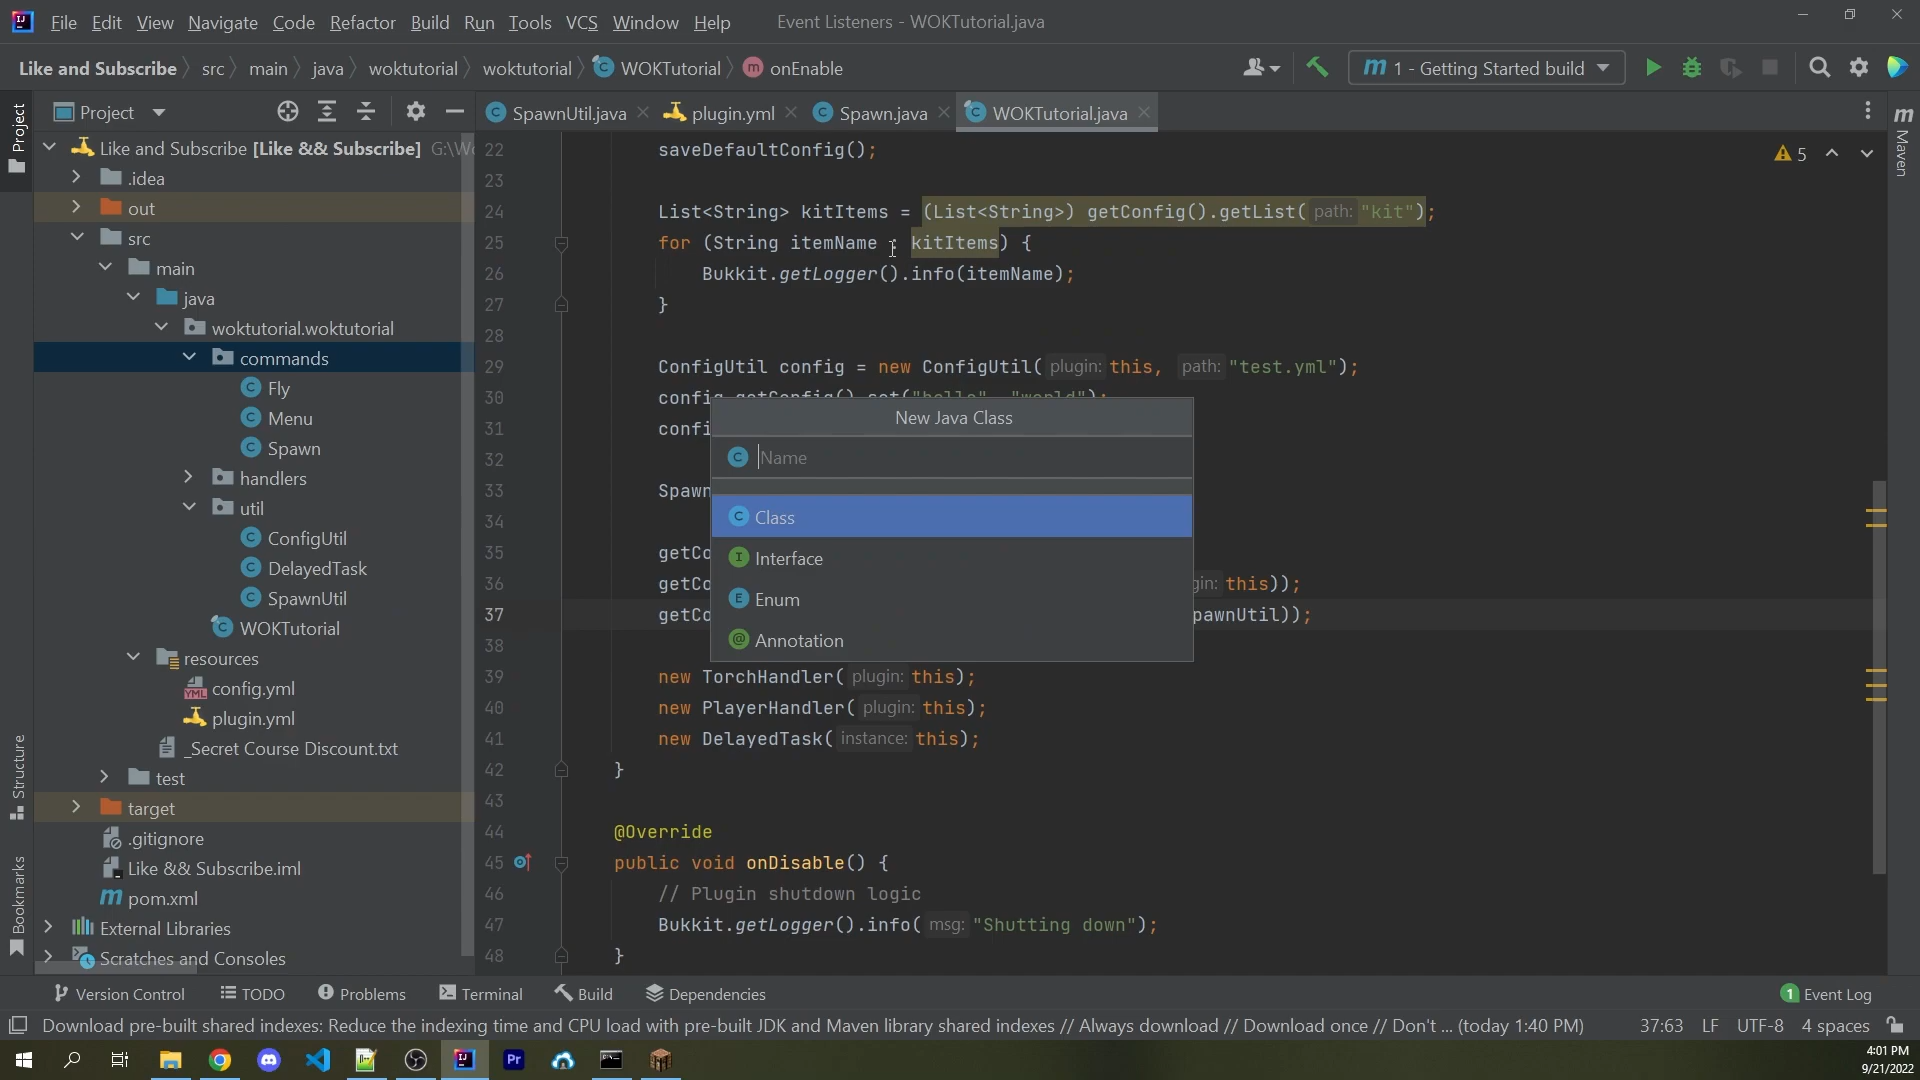 File Edit View Navigate Code Refactor Build Run Tools VCS Window Help Event Listeners - WOKTutorial.java
Like and Subscribe src main java woktutorial woktutorial WOKTutorial onEnable 1 - Getting Started build
Project
SpawnUtil.java plugin.yml Spawn.java WOKTutorial.java
Project
Maven
Structure
Bookmarks
Like and Subscribe [Like && Subscribe] G:\W
.idea
out
src
main
java
woktutorial.woktutorial
commands
Fly
Menu
Spawn
handlers
util
ConfigUtil
DelayedTask
SpawnUtil
WOKTutorial
resources
config.yml
plugin.yml
_Secret Course Discount.txt
test
target
.gitignore
Like && Subscribe.iml
pom.xml
External Libraries
Scratches and Consoles
5
22 saveDefaultConfig();
23
24 List<String> kitItems = (List<String>) getConfig().getList( path: "kit");
25 for (String itemName : kitItems) {
26 Bukkit.getLogger().info(itemName);
27 }
28
29 ConfigUtil config = new ConfigUtil( plugin: this, path: "test.yml");
30 config.getConfig().set("hello", "world");
31 confi
32
33 Spawn
34
35 getCo
36 getCo gin: this));
37 getCo pawnUtil));
38
39 new TorchHandler( plugin: this);
40 new PlayerHandler( plugin: this);
41 new DelayedTask( instance: this);
42 }
43
44 @Override
45 public void onDisable() {
46 // Plugin shutdown logic
47 Bukkit.getLogger().info( msg: "Shutting down");
48 }
New Java Class
Name
Class
Interface
Enum
Annotation
Version Control TODO Problems Terminal Build Dependencies 1 Event Log
Download pre-built shared indexes: Reduce the indexing time and CPU load with pre-built JDK and Maven library shared indexes // Always download // Download once // Don't ... (today 1:40 PM) 37:63 LF UTF-8 4 spaces
4:01 PM
9/21/2022